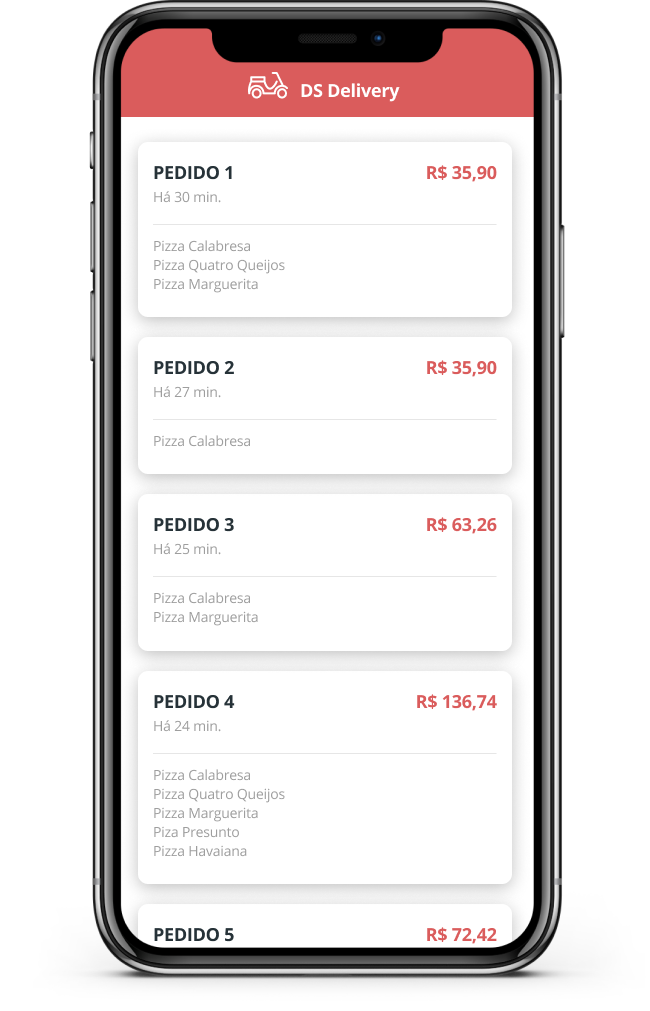 DS Delivery
PEDIDO 1 R$ 35,90
Há 30 min.
Pizza Calabresa
Pizza Quatro Queijos
Pizza Marguerita
PEDIDO 2 R$ 35,90
Há 27 min.
Pizza Calabresa
PEDIDO 3 R$ 63,26
Há 25 min.
Pizza Calabresa
Pizza Marguerita
PEDIDO 4 R$ 136,74
Há 24 min.
Pizza Calabresa
Pizza Quatro Queijos
Pizza Marguerita
Piza Presunto
Pizza Havaiana
PEDIDO 5 R$ 72,42